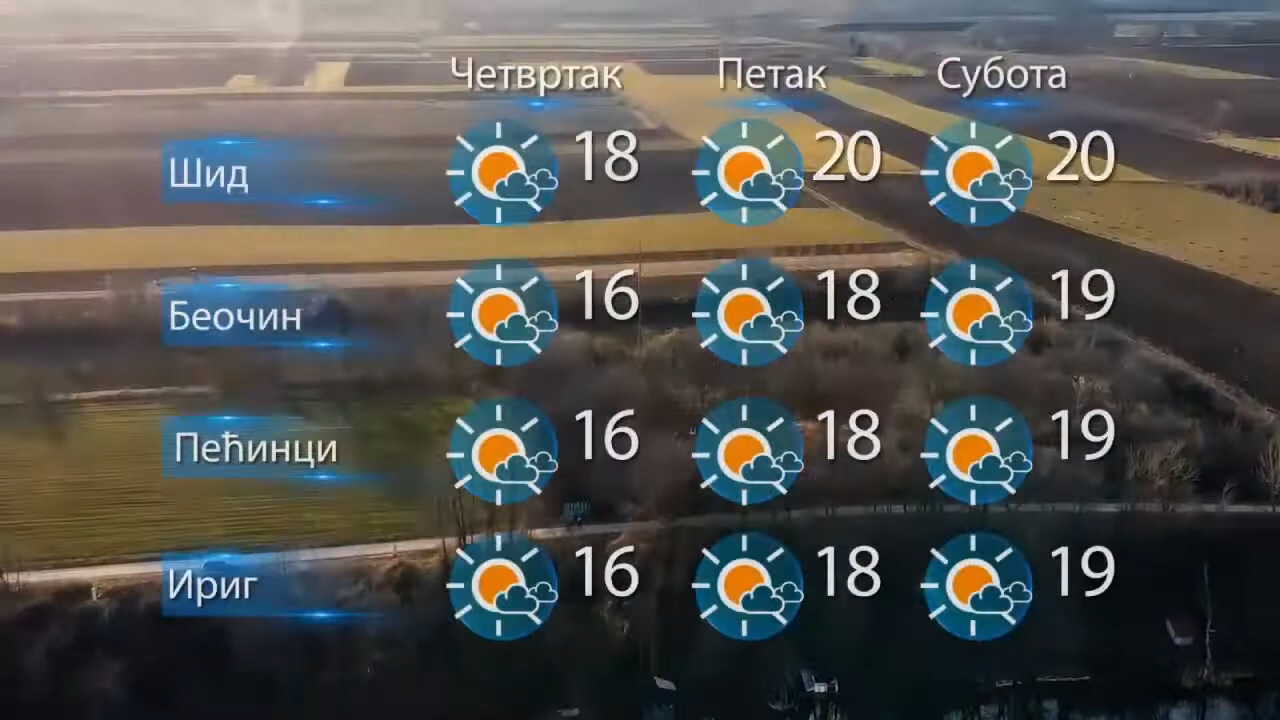 Четвртак Петак Субота
Шид 18 20 20
Беочин 16 18 19
Пећинци 16 18 19
Ириг 16 18 19